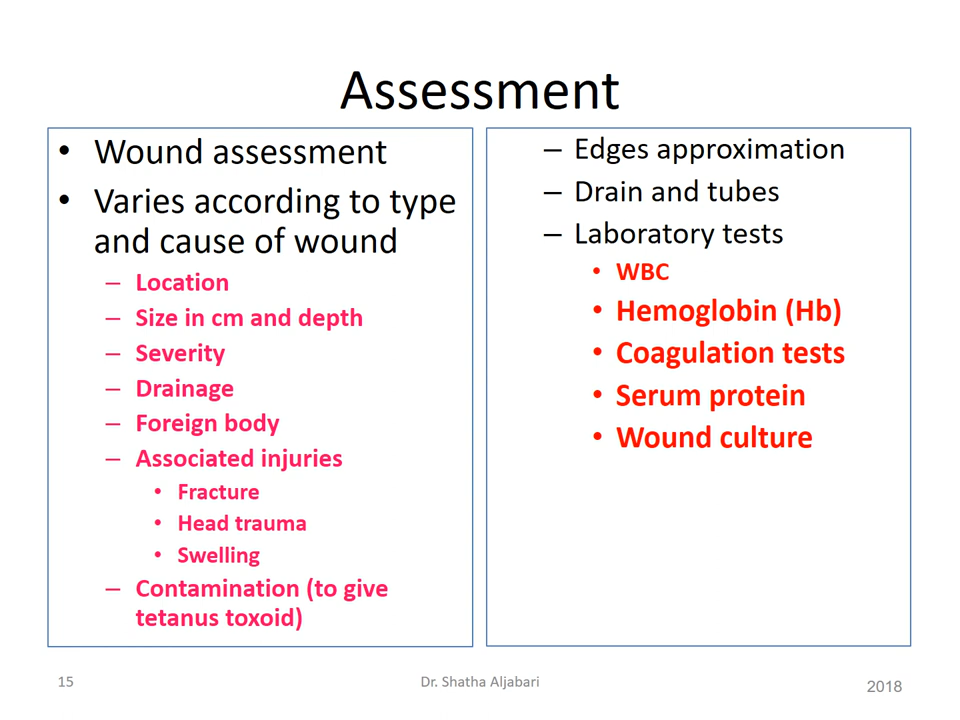 Assessment
• Wound assessment
• Varies according to type
and cause of wound
– Location
– Size in cm and depth
– Severity
– Drainage
– Foreign body
– Associated injuries
• Fracture
• Head trauma
• Swelling
– Contamination (to give
tetanus toxoid)
– Edges approximation
– Drain and tubes
– Laboratory tests
• WBC
• Hemoglobin (Hb)
• Coagulation tests
• Serum protein
• Wound culture
15
Dr. Shatha Aljabari
2018